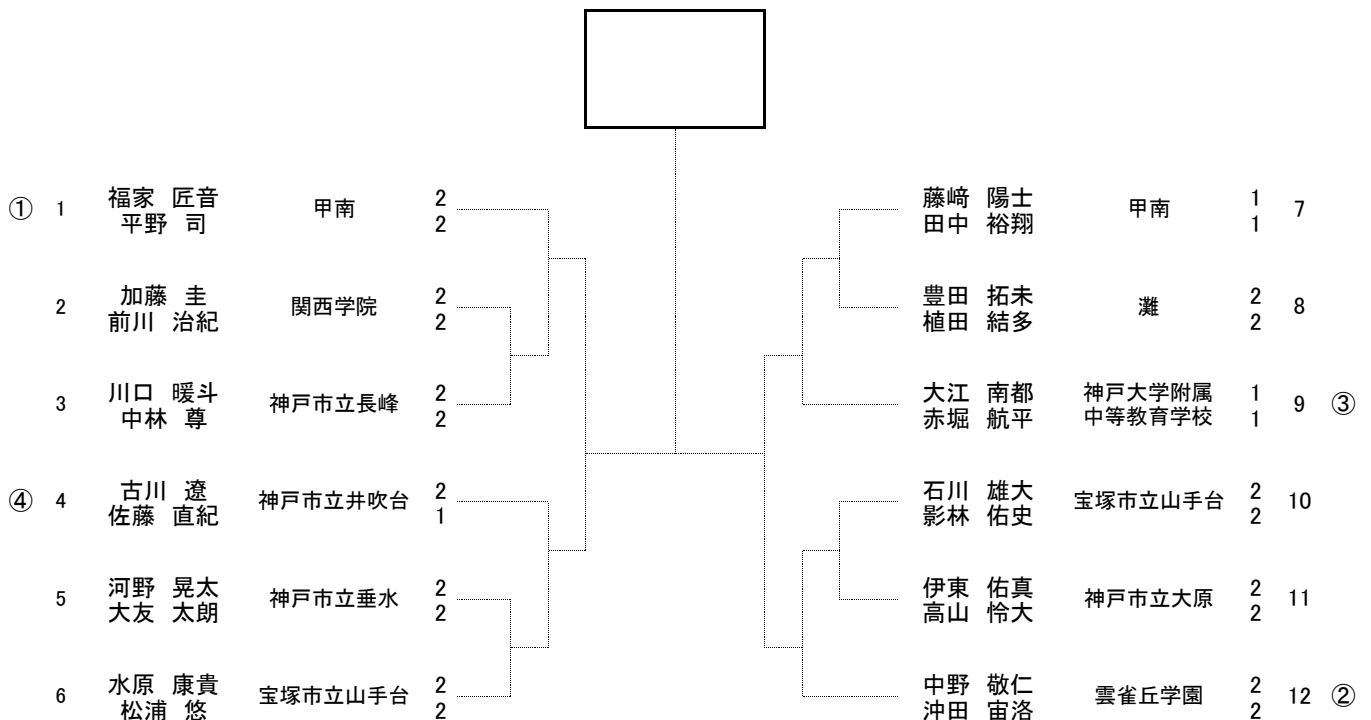 ① 1 福家 匠音 甲南 2
平野 司 2
2 加藤 圭 関西学院 2
前川 治紀 2
3 川口 暖斗 神戸市立長峰 2
中林 尊 2
④ 4 古川 遼 神戸市立井吹台 2
佐藤 直紀 1
5 河野 晃太 神戸市立垂水 2
大友 太朗 2
6 水原 康貴 宝塚市立山手台 2
松浦 悠 2
藤﨑 陽士 甲南 1 7
田中 裕翔 1
豊田 拓未 灘 2 8
植田 結多 2
大江 南都 神戸大学附属 1 9 ③
赤堀 航平 中等教育学校 1
石川 雄大 宝塚市立山手台 2 10
影林 佑史 2
伊東 佑真 神戸市立大原 2 11
高山 怜大 2
中野 敬仁 雲雀丘学園 2 12 ②
沖田 宙洛 2